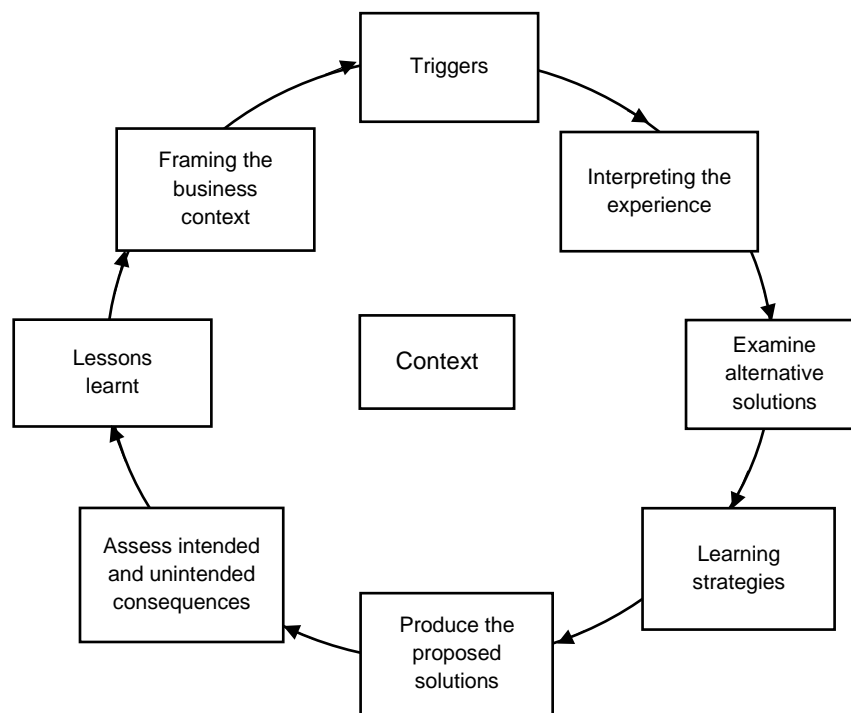 Triggers
Interpreting the
experience
Examine
alternative
solutions
Learning
strategies
Produce the
proposed
solutions
Assess intended
and unintended
consequences
Lessons
learnt
Framing the
business
context
Context